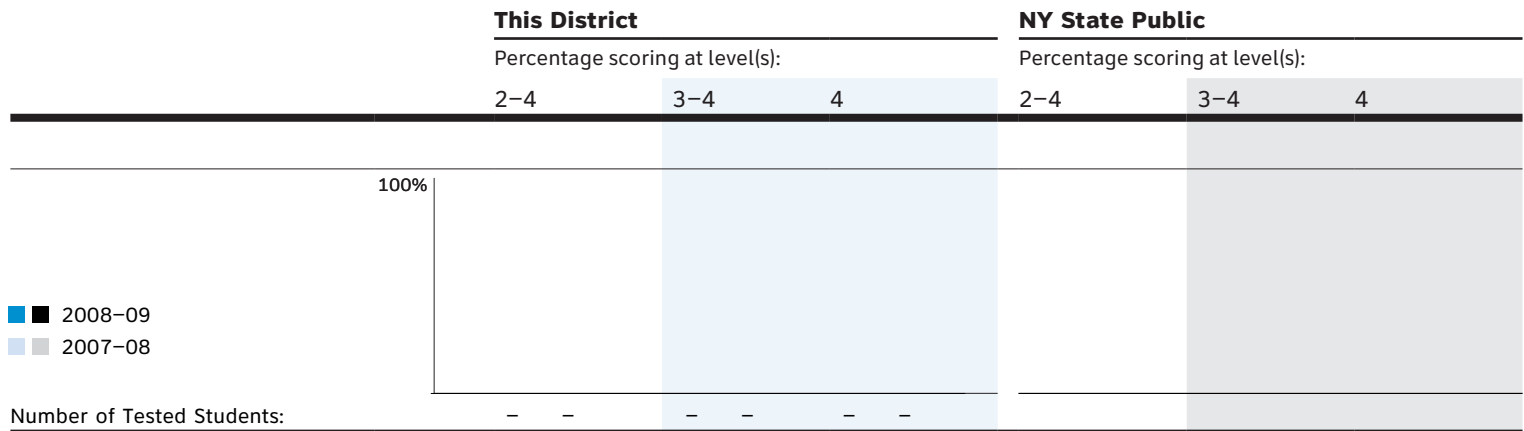 This District NY State Public
Percentage scoring at level(s): Percentage scoring at level(s):
2–4 3–4 4 2–4 3–4 4
100%
2008–09
2007–08
Number of Tested Students: – – – – – –